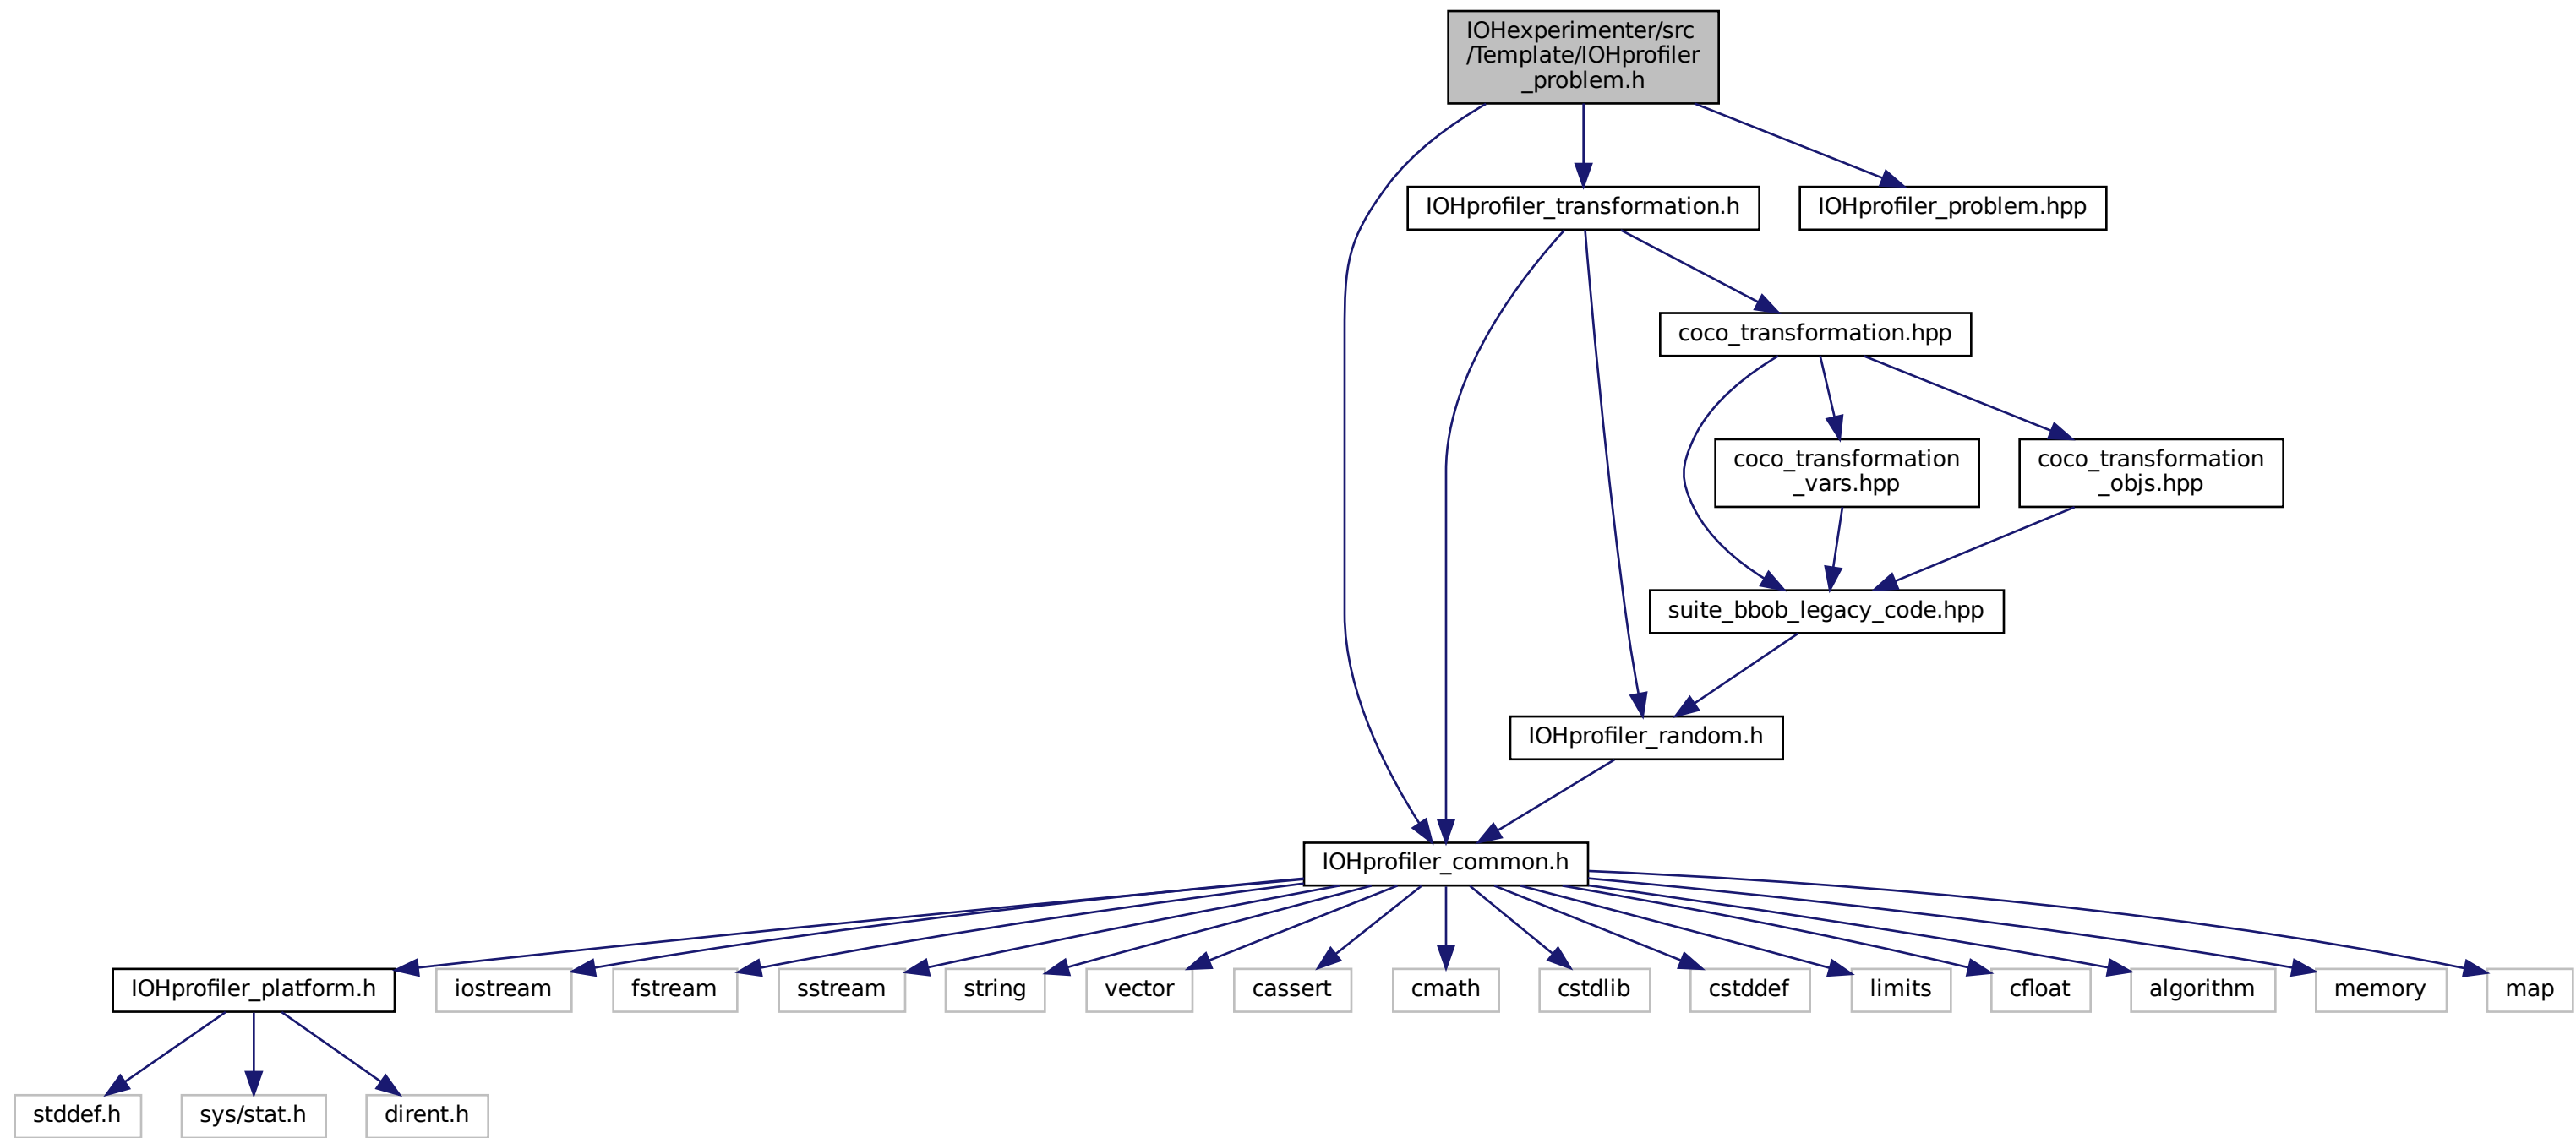 IOHexperimenter/src
/Template/IOHprofiler
_problem.h
IOHprofiler_transformation.h
IOHprofiler_problem.hpp
coco_transformation.hpp
coco_transformation
_vars.hpp
coco_transformation
_objs.hpp
suite_bbob_legacy_code.hpp
IOHprofiler_random.h
IOHprofiler_common.h
IOHprofiler_platform.h
iostream
fstream
sstream
string
vector
cassert
cmath
cstdlib
cstddef
limits
cfloat
algorithm
memory
map
stddef.h
sys/stat.h
dirent.h